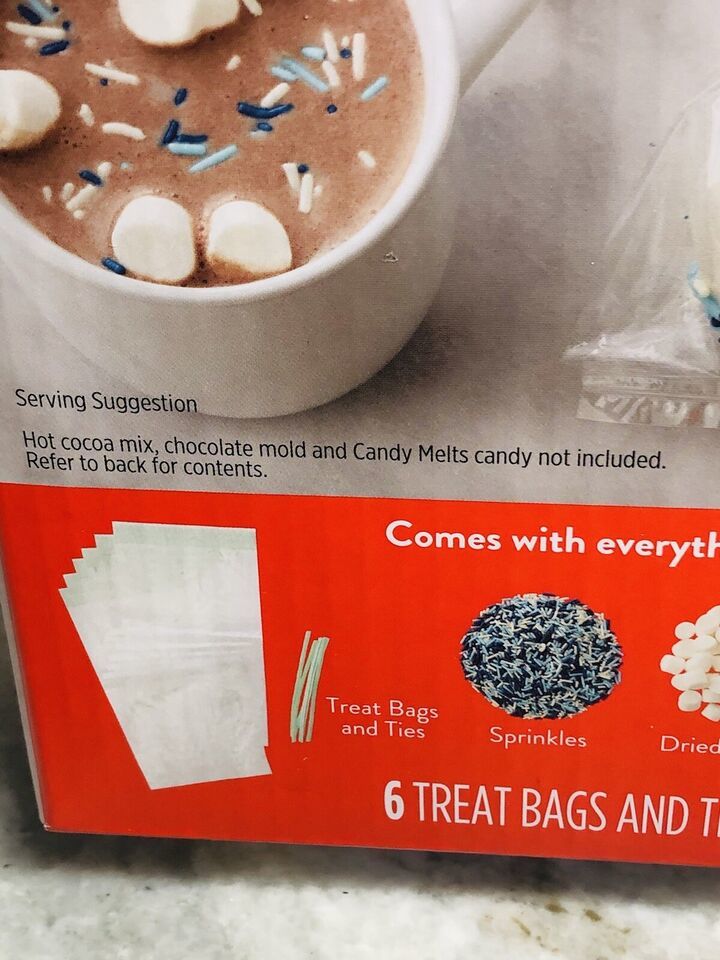 Serving Suggestion
Hot cocoa mix, chocolate mold and Candy Melts candy not included.
Refer to back for contents.
Comes with everyth
Treat Bags
and Ties
Sprinkles
Dried
6 TREAT BAGS AND TI